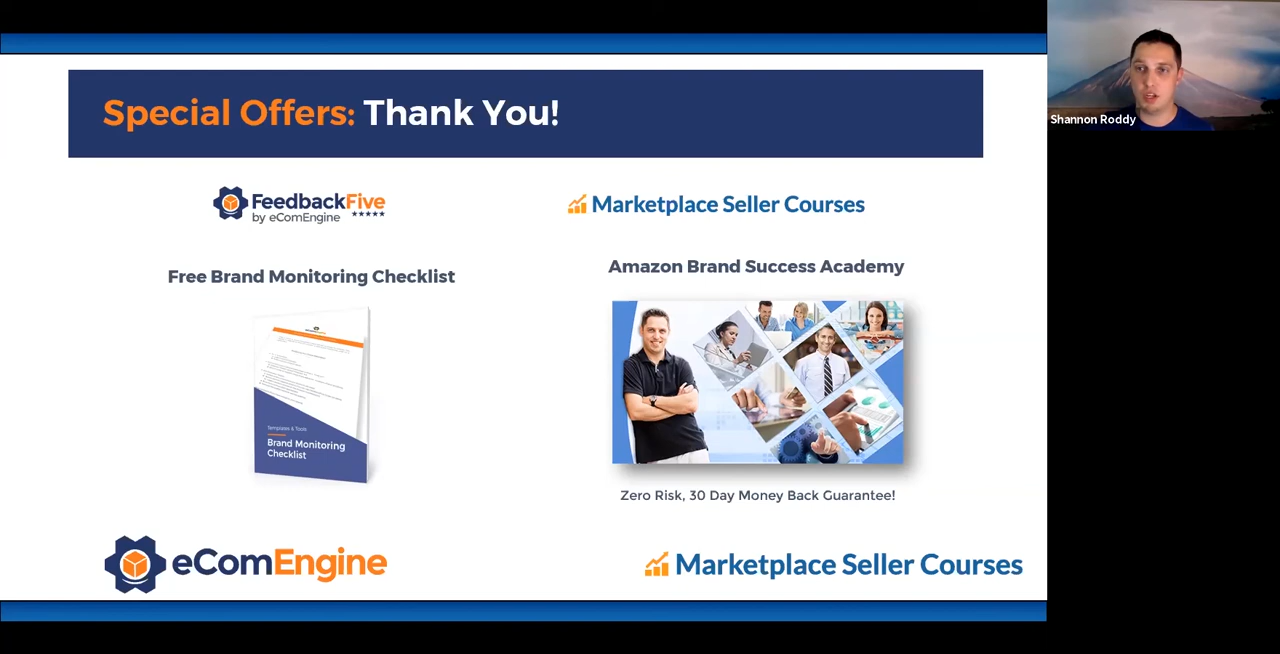 Special Offers: Thank You!
Shannon Roddy
FeedbackFive
by eComEngine
Marketplace Seller Courses
Free Brand Monitoring Checklist
Amazon Brand Success Academy
Templates & Tools
Brand Monitoring
Checklist
Zero Risk, 30 Day Money Back Guarantee!
eComEngine
Marketplace Seller Courses